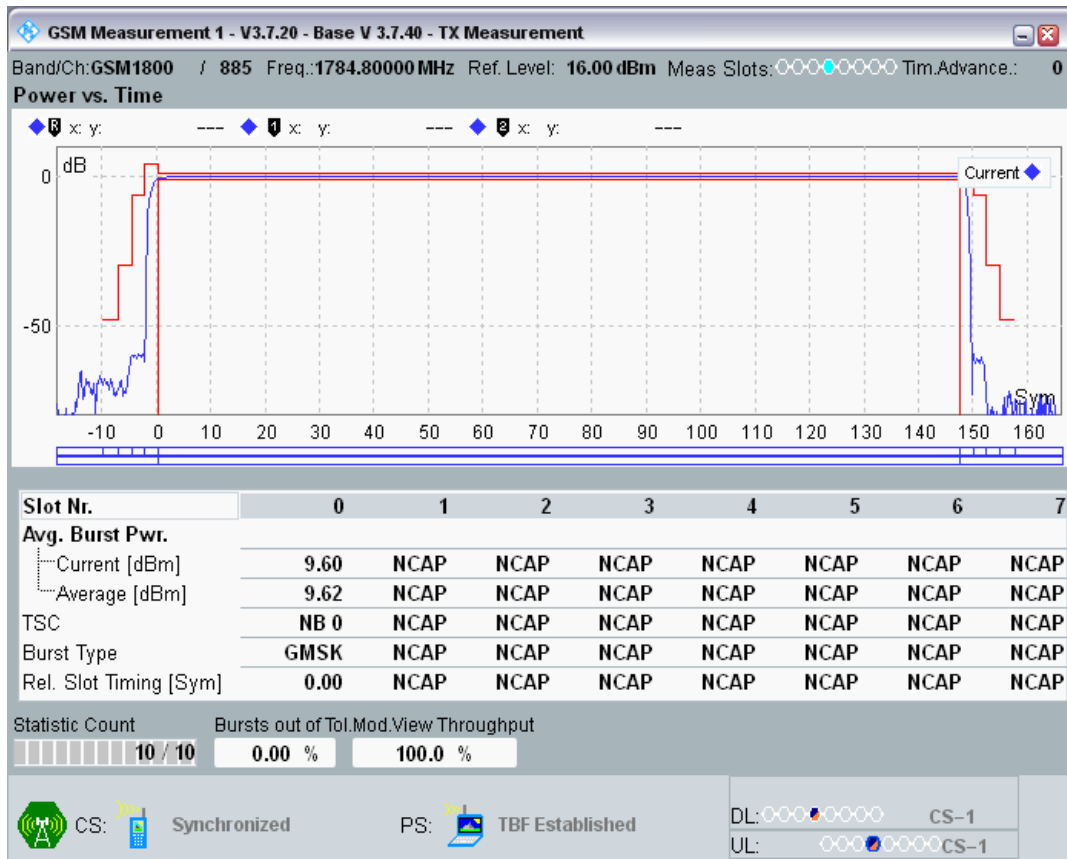 GSM Measurement 1 - V3.7.20 - Base V 3.7.40 - TX Measurement
Band/Ch:GSM1800 / 885 Freq.:1784.80000 MHz Ref. Level: 16.00 dBm Meas Slots: Tim.Advance.: 0
Power vs. Time
R x: y: --- 1 x: y: --- 2 x: y: ---
dB
0
Current
-50
Sym
-10 0 10 20 30 40 50 60 70 80 90 100 110 120 130 140 150 160
Slot Nr. 0 1 2 3 4 5 6 7
Avg. Burst Pwr.
Current [dBm] 9.60 NCAP NCAP NCAP NCAP NCAP NCAP NCAP
Average [dBm] 9.62 NCAP NCAP NCAP NCAP NCAP NCAP NCAP
TSC NB 0 NCAP NCAP NCAP NCAP NCAP NCAP NCAP
Burst Type GMSK NCAP NCAP NCAP NCAP NCAP NCAP NCAP
Rel. Slot Timing [Sym] 0.00 NCAP NCAP NCAP NCAP NCAP NCAP NCAP
Statistic Count Bursts out of Tol. Mod.View Throughput
10 / 10 0.00 % 100.0 %
CS: Synchronized PS: TBF Established DL: CS-1
UL: CS-1